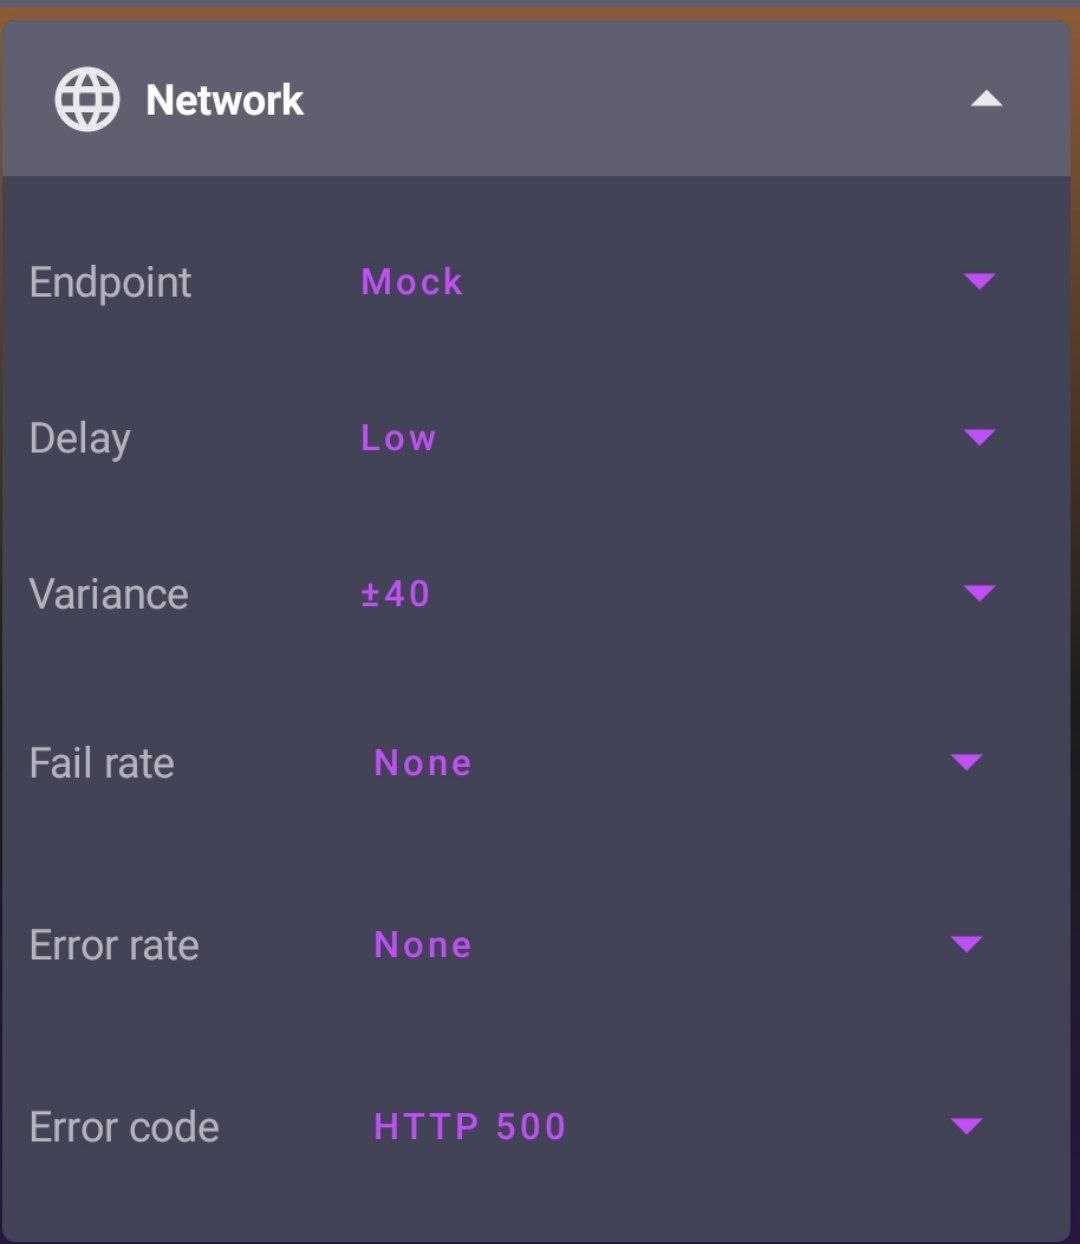 Network
Endpoint Mock
Delay Low
Variance ±40
Fail rate None
Error rate None
Error code HTTP 500